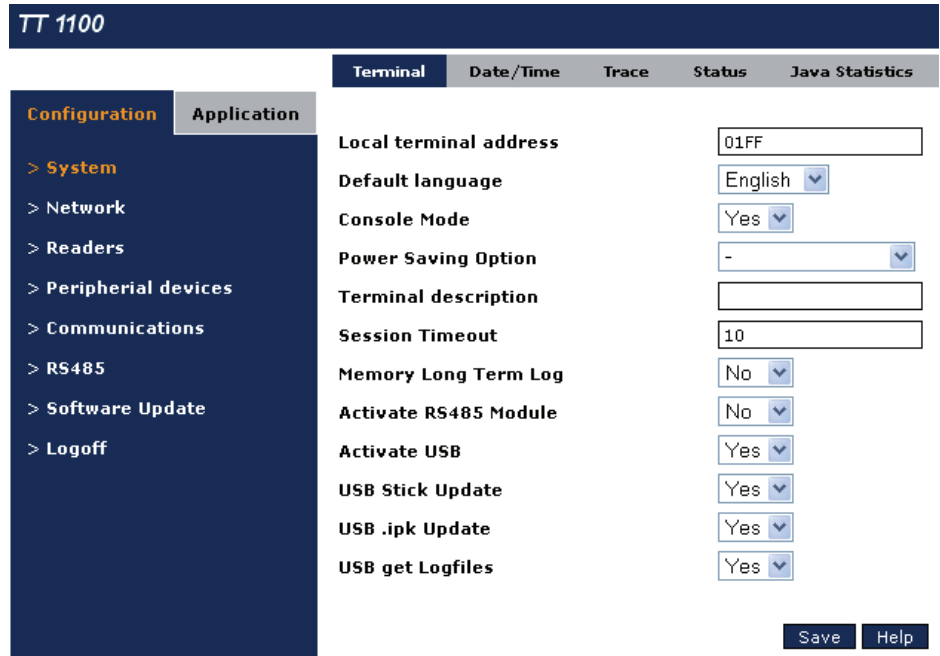 TT 1100
Terminal Date/Time Trace Status Java Statistics
Configuration Application
> System
> Network
> Readers
> Peripherial devices
> Communications
> RS485
> Software Update
> Logoff
Local terminal address 01FF
Default language English
Console Mode Yes
Power Saving Option -
Terminal description
Session Timeout 10
Memory Long Term Log No
Activate RS485 Module No
Activate USB Yes
USB Stick Update Yes
USB .ipk Update Yes
USB get Logfiles Yes
Save Help